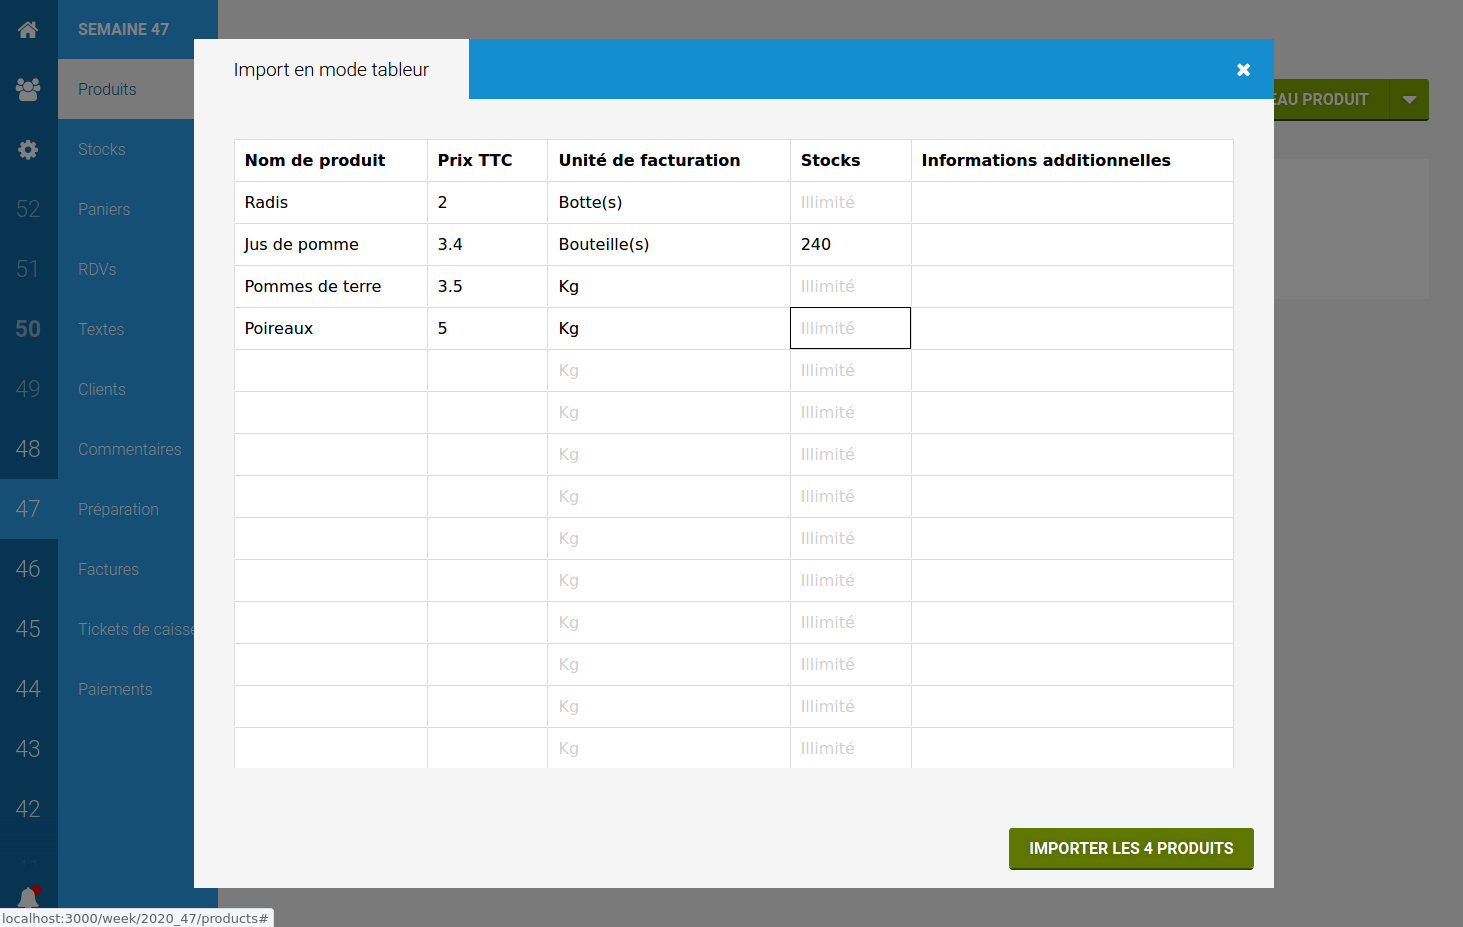 SEMAINE 47
Produits
Stocks
Paniers
RDVs
Textes
Clients
Commentaires
Préparation
Factures
Tickets de caisse
Paiements
52
51
50
49
48
47
46
45
44
43
42
EAU PRODUIT
Import en mode tableur
Nom de produit Prix TTC Unité de facturation Stocks Informations additionnelles
Radis 2 Botte(s) Illimité
Jus de pomme 3.4 Bouteille(s) 240
Pommes de terre 3.5 Kg Illimité
Poireaux 5 Kg Illimité
Kg Illimité
Kg Illimité
Kg Illimité
Kg Illimité
Kg Illimité
Kg Illimité
Kg Illimité
Kg Illimité
Kg Illimité
Kg Illimité
IMPORTER LES 4 PRODUITS
localhost:3000/week/2020_47/products#